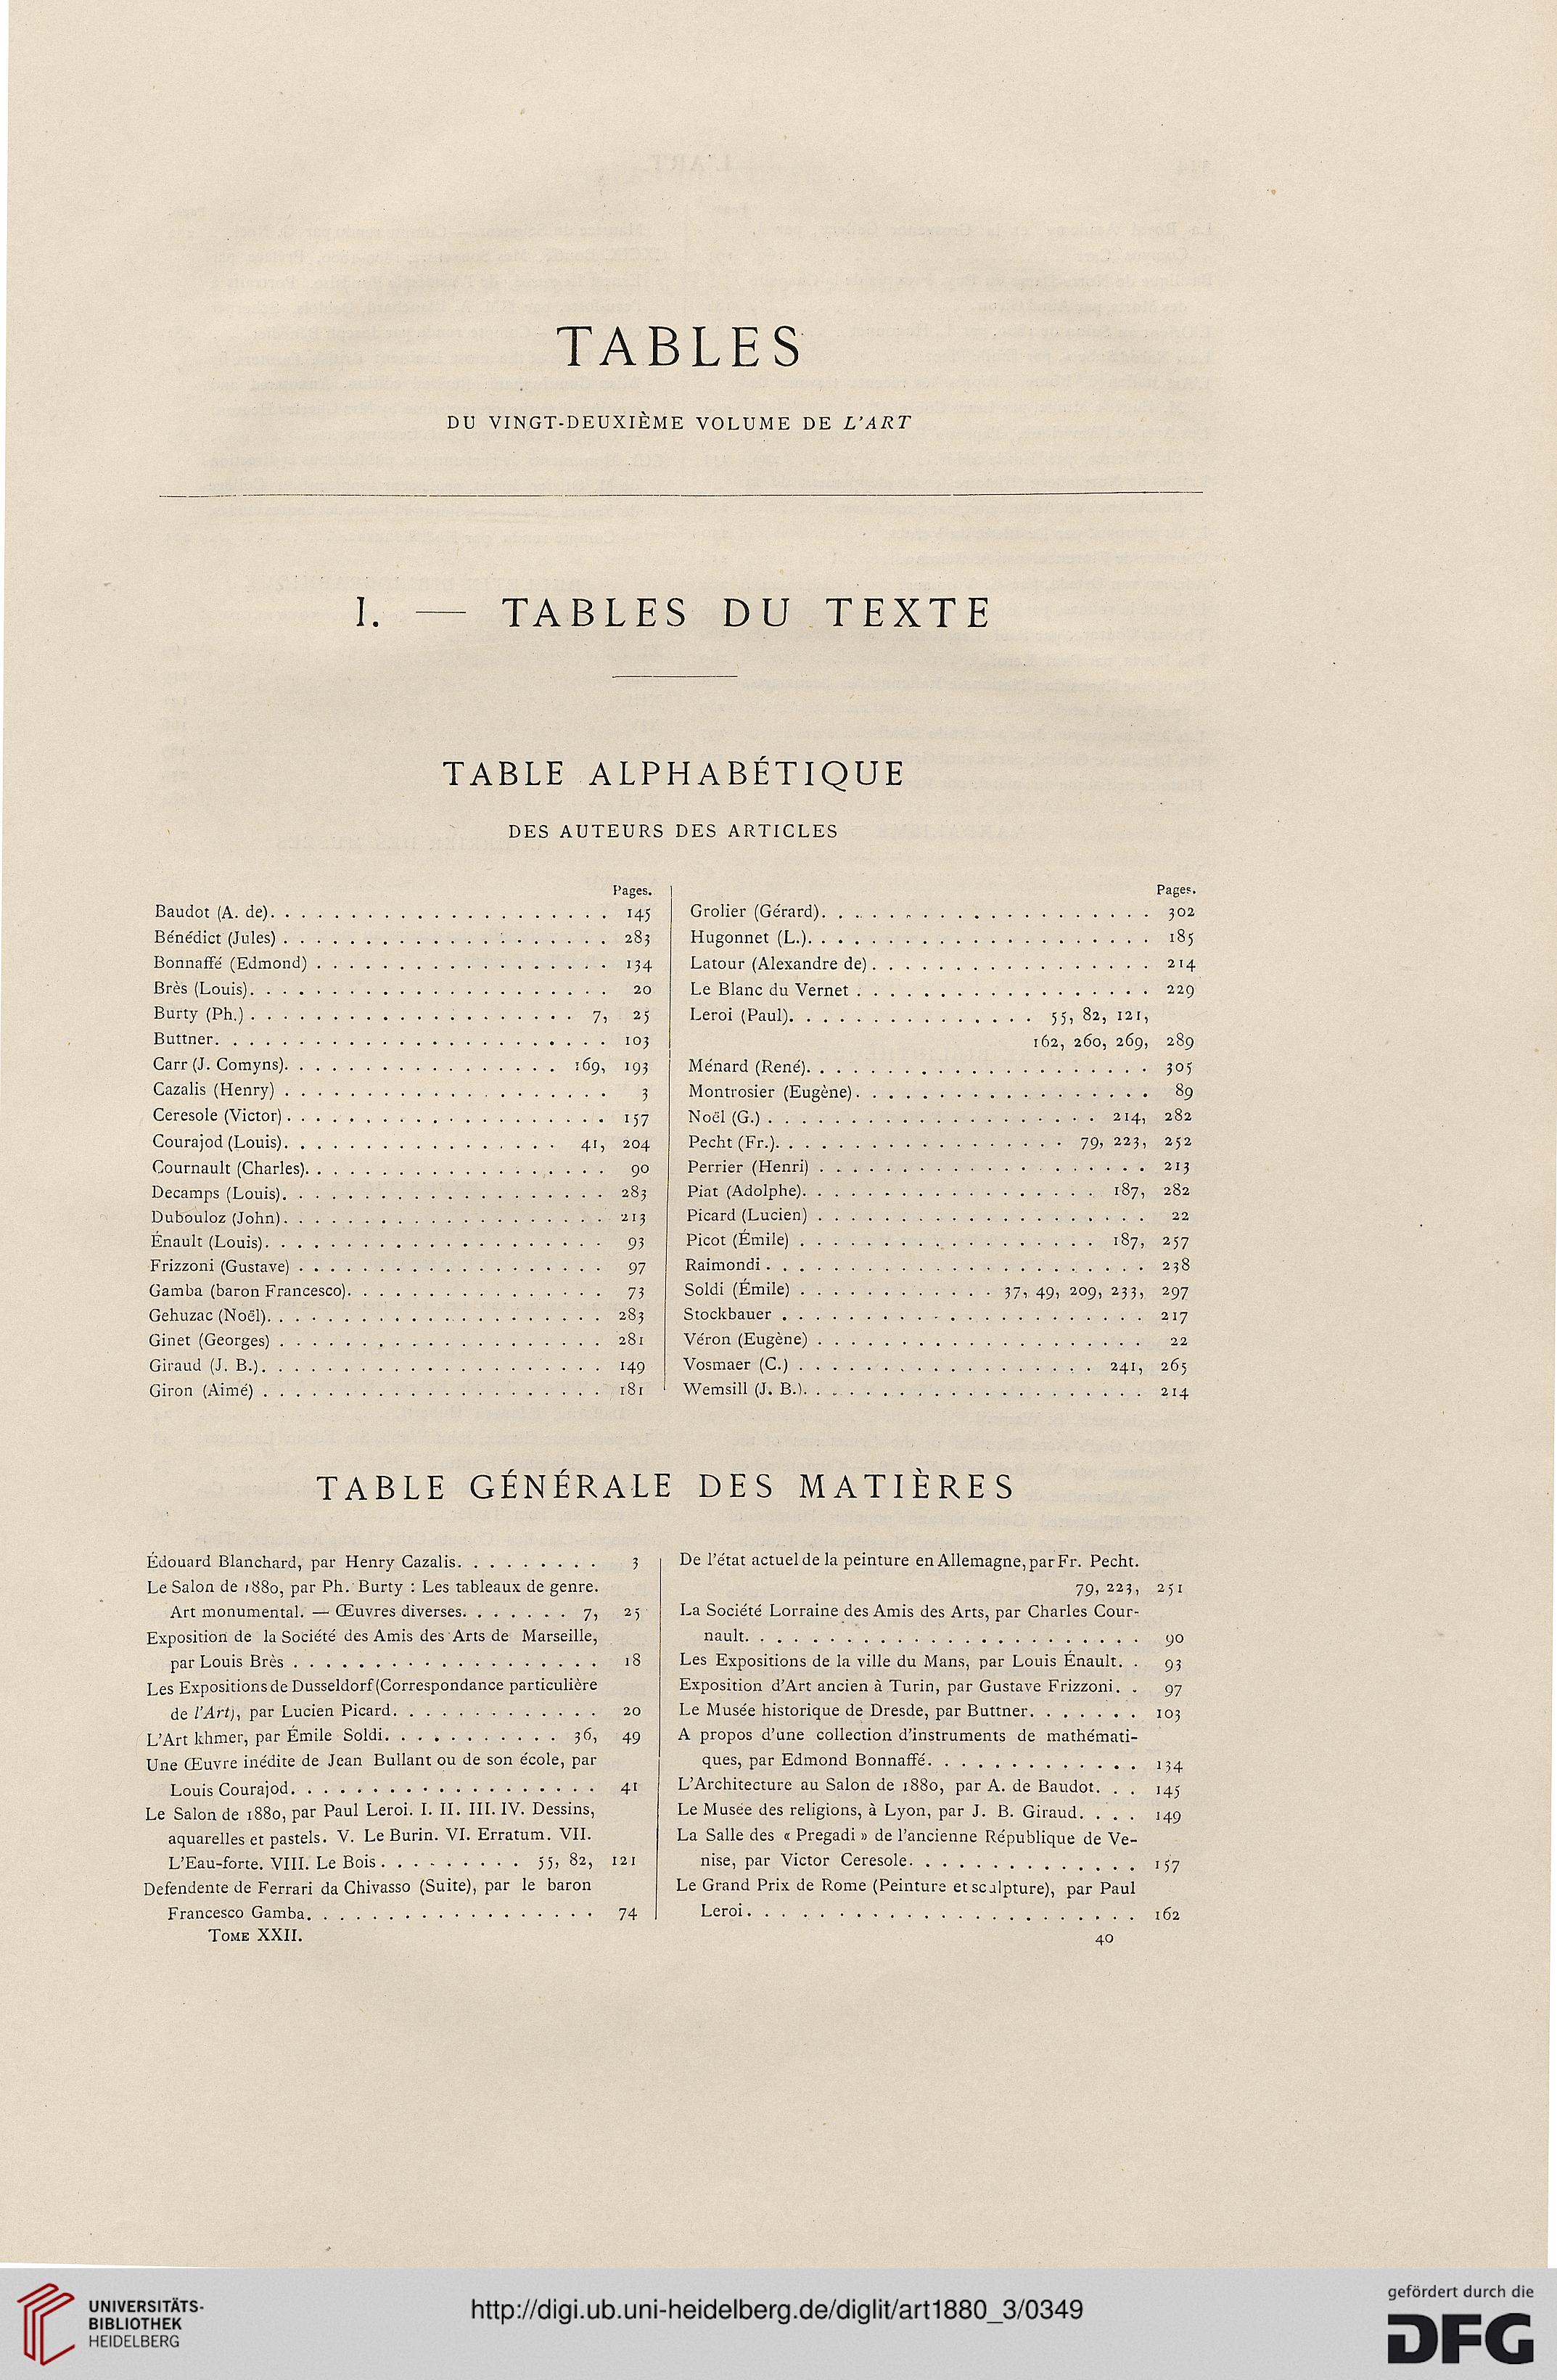 TABLES
DU VINGT-DEUXIÈME VOLUME DE L'ART
I. — TABLES DU TEXTE
TABLE ALPHABÉTIQUE
DES AUTEURS DES ARTICLES
Pages.
Baudot (A. de). . . . . 145
Bénédict (Jules) . . . . . 283
Bonnaffé (Edmond) . . . . . 134
Brès (Louis). . . . . 20
Burty (Ph.) . . . . . 7, 25
Buttner. . . . . 103
Carr (J. Comyns). . . . . 169, 193
Cazalis (Henry) . . . . . 3
Ceresole (Victor) . . . . . 157
Courajod (Louis). . . . . 41, 204
Cournault (Charles). . . . . 90
Decamps (Louis). . . . . 283
Dubouloz (John). . . . . 213
Énault (Louis). . . . . 93
Frizzoni (Gustave) . . . . . 97
Gamba (baron Francesco). . . . . 73
Gehuzac (Noël). . . . . 283
Ginet (Georges) . . . . . 281
Giraud (J. B.). . . . . 149
Giron (Aimé) . . . . . 181
Pages.
Grolier (Gérard). . . . . 302
Hugonnet (L.). . . . . 185
Latour (Alexandre de). . . . . 214
Le Blanc du Vernet . . . . . 229
Leroi (Paul). . . . . 55, 82, 121,
162, 260, 269, 289
Ménard (René). . . . . 305
Montrosier (Eugène). . . . . 89
Noël (G.) . . . . . 214, 282
Pecht (Fr.). . . . . 79, 223, 252
Perrier (Henri) . . . . . 213
Piat (Adolphe). . . . . 187, 282
Picard (Lucien) . . . . . 22
Picot (Émile) . . . . . 187, 257
Raimondi . . . . . 238
Soldi (Émile) . . . . . 37, 49, 209, 233, 297
Stockbauer . . . . . 217
Véron (Eugène) . . . . . 22
Vosmaer (C.) . . . . . 241, 265
Wemsill (J. B.). . . . . 214
TABLE GÉNÉRALE DES MATIÈRES
Édouard Blanchard, par Henry Cazalis. . . . . 3
Le Salon de 1880, par Ph. Burty : Les tableaux de genre.
Art monumental. — Œuvres diverses. . . . . 7, 25
Exposition de la Société des Amis des Arts de Marseille,
par Louis Brès . . . . . 18
Les Expositions de Dusseldorf (Correspondance particulière
de l'Art), par Lucien Picard. . . . . 20
L'Art khmer, par Émile Soldi. . . . . 36, 49
Une Œuvre inédite de Jean Bullant ou de son école, par
Louis Courajod. . . . . 41
Le Salon de 1880, par Paul Leroi. I. II. III. IV. Dessins,
aquarelles et pastels. V. Le Burin. VI. Erratum. VII.
L'Eau-forte. VIII. Le Bois . . . . . 55, 82, 121
Defendente de Ferrari da Chivasso (Suite), par le baron
Francesco Gamba. . . . . 74
TOME XXII.
De l'état actuel de la peinture en Allemagne, par Fr. Pecht.
79, 223, 251
La Société Lorraine des Amis des Arts, par Charles Cour-
nault. . . . . 90
Les Expositions de la ville du Mans, par Louis Énault. . 93
Exposition d'Art ancien à Turin, par Gustave Frizzoni. . 97
Le Musée historique de Dresde, par Buttner. . . . . 103
A propos d'une collection d'instruments de mathémati-
ques, par Edmond Bonnaffé. . . . . 134
L'Architecture au Salon de 1880, par A. de Baudot. . . 145
Le Musée des religions, à Lyon, par J. B. Giraud. . . . 149
La Salle des « Pregadi » de l'ancienne République de Ve-
nise, par Victor Ceresole. . . . . 157
Le Grand Prix de Rome (Peinture et sculpture), par Paul
Leroi. . . . . 162
40
UNIVERSITÄTS-
BIBLIOTHEK
HEIDELBERG
http://digi.ub.uni-heidelberg.de/diglit/art1880_3/0349
gefördert durch die
DFG